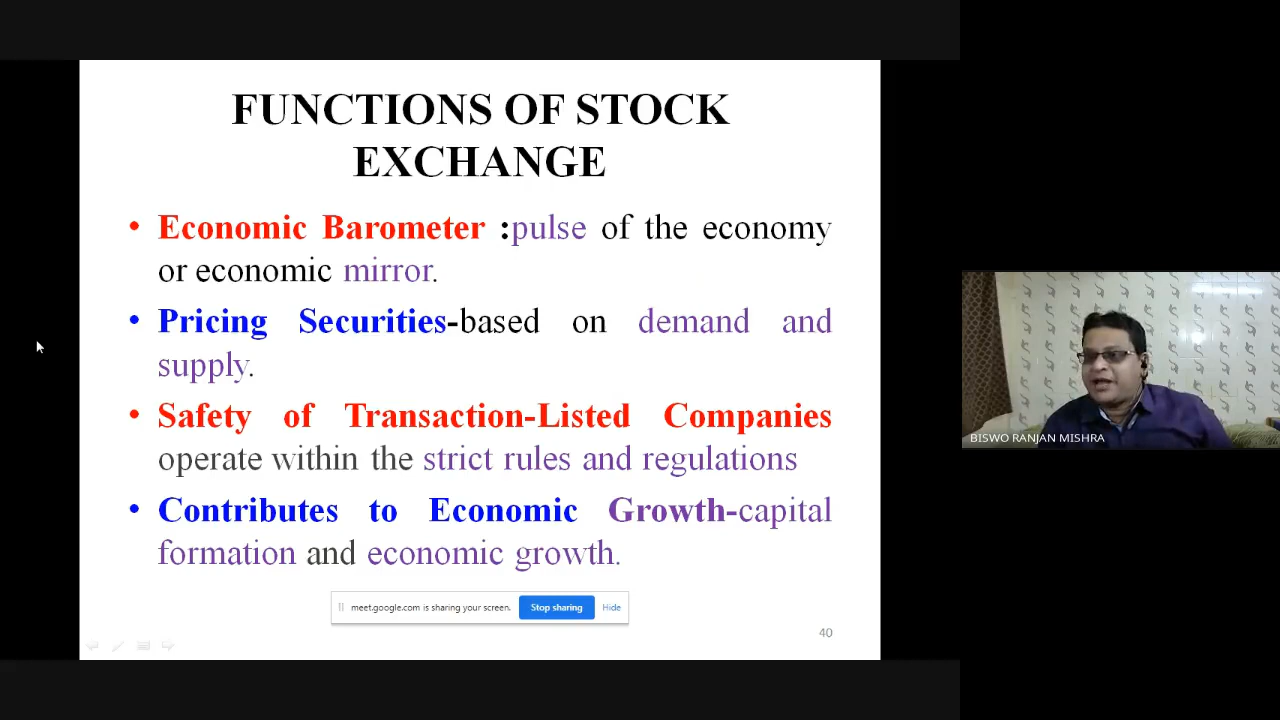 FUNCTIONS OF STOCK
EXCHANGE
• Economic Barometer :pulse of the economy
or economic mirror.
• Pricing Securities-based on demand and
supply.
• Safety of Transaction-Listed Companies
operate within the strict rules and regulations
• Contributes to Economic Growth-capital
formation and economic growth.
meet.google.com is sharing your screen. Stop sharing Hide
40
BISWO RANJAN MISHRA